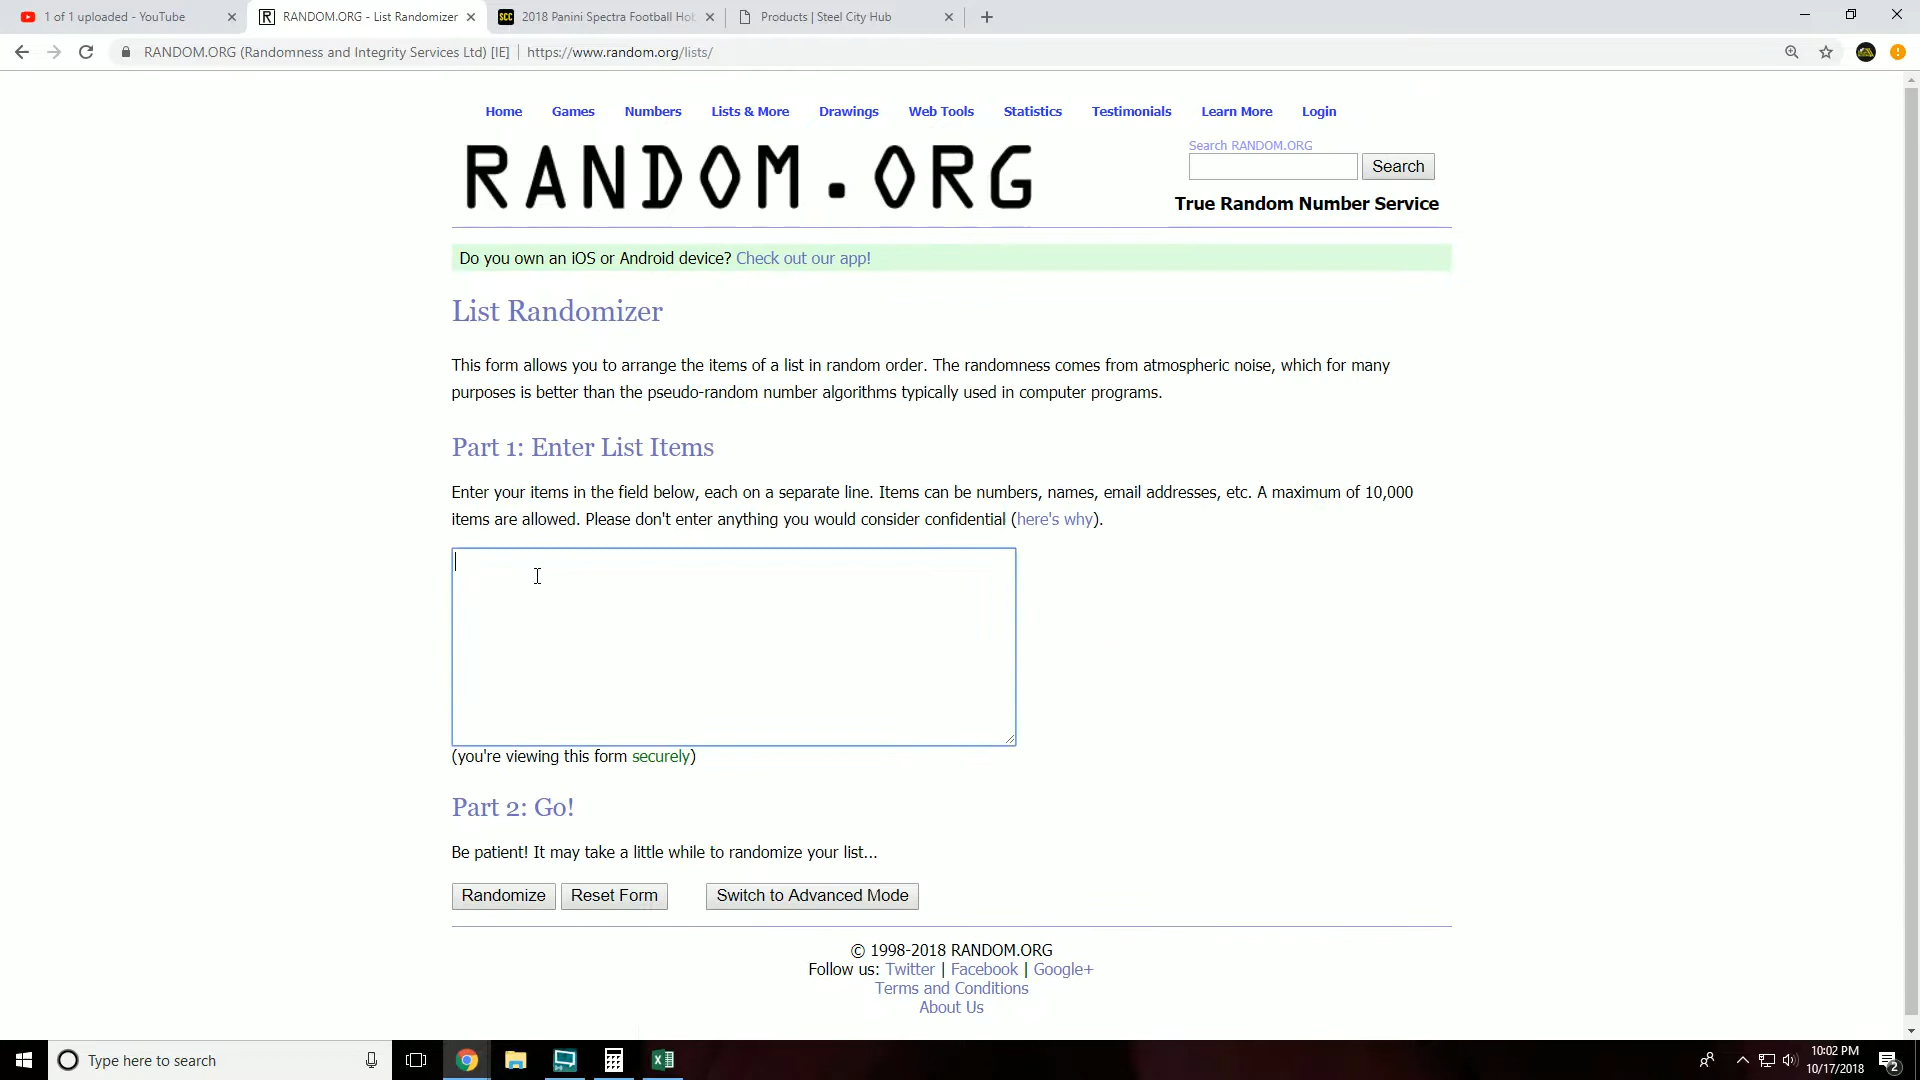 1 of 1 uploaded - YouTube
RANDOM.ORG - List Randomizer
SCC
2018 Panini Spectra Football Hob
Products | Steel City Hub
RANDOM.ORG (Randomness and Integrity Services Ltd) [IE] | https://www.random.org/lists/
Home Games Numbers Lists & More Drawings Web Tools Statistics Testimonials Learn More Login
RANDOM.ORG
Search RANDOM.ORG
Search
True Random Number Service
Do you own an iOS or Android device? Check out our app!
List Randomizer
This form allows you to arrange the items of a list in random order. The randomness comes from atmospheric noise, which for many
purposes is better than the pseudo-random number algorithms typically used in computer programs.
Part 1: Enter List Items
Enter your items in the field below, each on a separate line. Items can be numbers, names, email addresses, etc. A maximum of 10,000
items are allowed. Please don't enter anything you would consider confidential (here's why).
(you're viewing this form securely)
Part 2: Go!
Be patient! It may take a little while to randomize your list...
Randomize Reset Form Switch to Advanced Mode
© 1998-2018 RANDOM.ORG
Follow us: Twitter | Facebook | Google+
Terms and Conditions
About Us
Type here to search
10:02 PM
10/17/2018
2